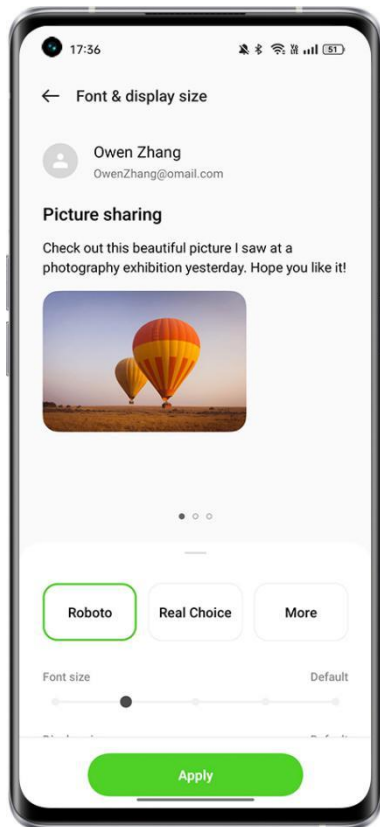 17:36
51
Font & display size
Owen Zhang
OwenZhang@omail.com
Picture sharing
Check out this beautiful picture I saw at a
photography exhibition yesterday. Hope you like it!
Roboto
Real Choice
More
Font size
Default
Apply